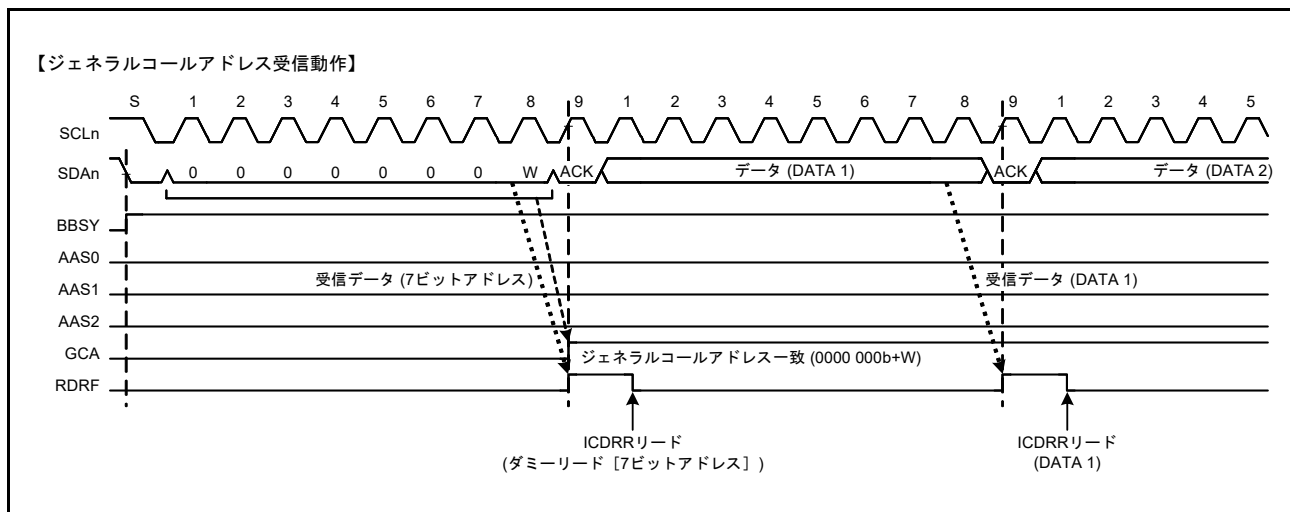 【ジェネラルコールアドレス受信動作】
S 1 2 3 4 5 6 7 8 9 1 2 3 4 5 6 7 8 9 1 2 3 4 5
SCLn
SDAn 0 0 0 0 0 0 0 W ACK データ (DATA 1) ACK データ (DATA 2)
BBSY
AAS0
受信データ (7ビットアドレス) 受信データ (DATA 1)
AAS1
AAS2
GCA ジェネラルコールアドレス一致 (0000 000b+W)
RDRF
ICDRRリード ICDRRリード
(ダミーリード［7ビットアドレス］) (DATA 1)